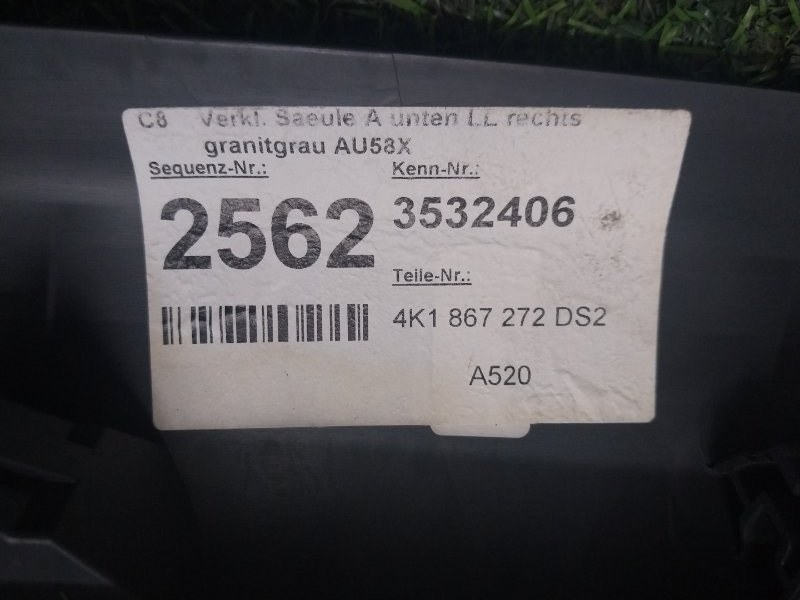 C8 Verkl. Saeule A unten LL rechts
granitgrau AU58X
Sequenz-Nr.: Kenn-Nr.:
2562 3532406
Teile-Nr.:
4K1 867 272 DS2
A520